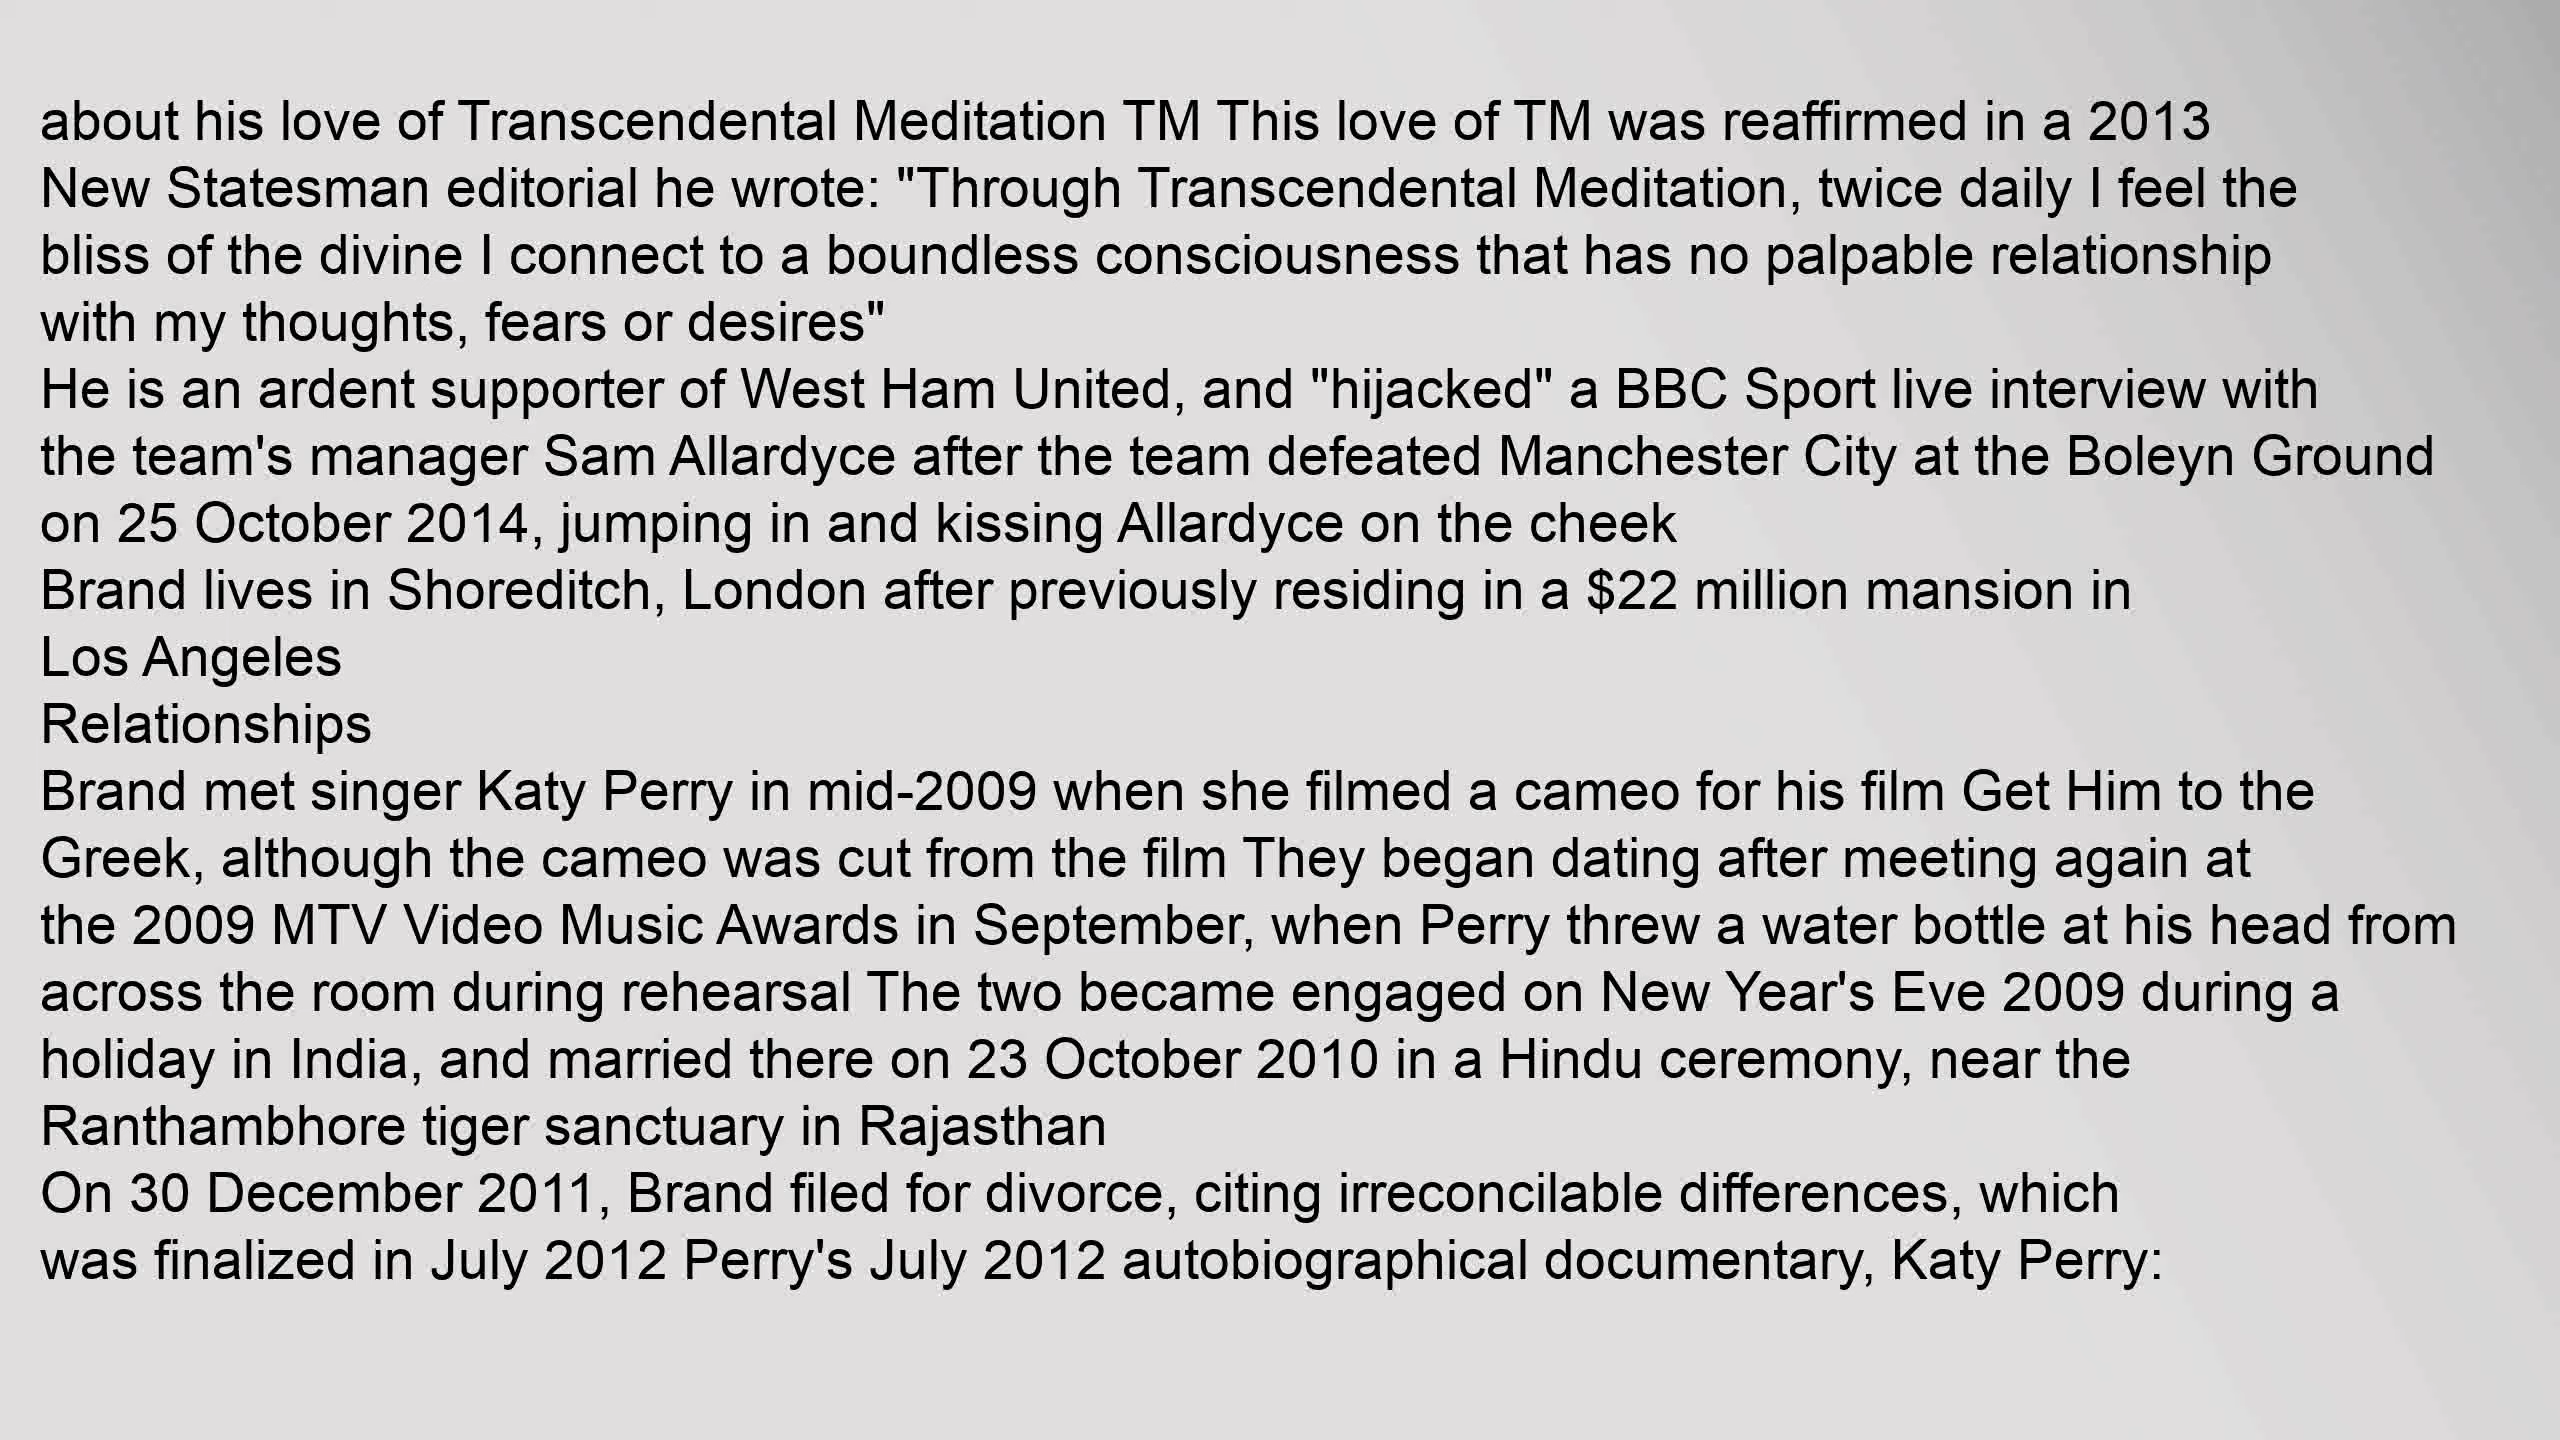 about his love of Transcendental Meditation TM This love of TM was reaffirmed in a 2013
New Statesman editorial he wrote: "Through Transcendental Meditation, twice daily I feel the
bliss of the divine I connect to a boundless consciousness that has no palpable relationship
with my thoughts, fears or desires"
He is an ardent supporter of West Ham United, and "hijacked" a BBC Sport live interview with
the team's manager Sam Allardyce after the team defeated Manchester City at the Boleyn Ground
on 25 October 2014, jumping in and kissing Allardyce on the cheek
Brand lives in Shoreditch, London after previously residing in a $22 million mansion in
Los Angeles
Relationships
Brand met singer Katy Perry in mid-2009 when she filmed a cameo for his film Get Him to the
Greek, although the cameo was cut from the film They began dating after meeting again at
the 2009 MTV Video Music Awards in September, when Perry threw a water bottle at his head from
across the room during rehearsal The two became engaged on New Year's Eve 2009 during a
holiday in India, and married there on 23 October 2010 in a Hindu ceremony, near the
Ranthambhore tiger sanctuary in Rajasthan
On 30 December 2011, Brand filed for divorce, citing irreconcilable differences, which
was finalized in July 2012 Perry's July 2012 autobiographical documentary, Katy Perry: